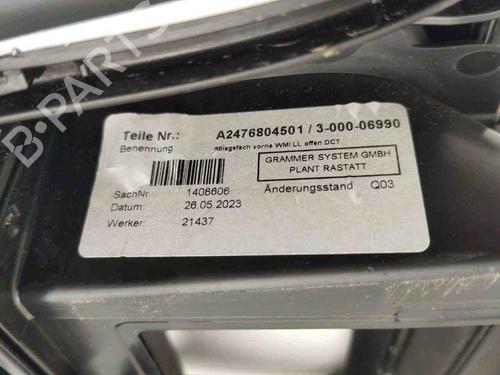 B-PARTS
Teile Nr.: A2476804501 / 3-000-06990
Benennung Ablagefach vorne WMI LL offen DCT
GRAMMER SYSTEM GMBH
PLANT RASTATT
SachNr. 1408606 Änderungsstand Q03
Datum: 26.05.2023
Werker: 21437